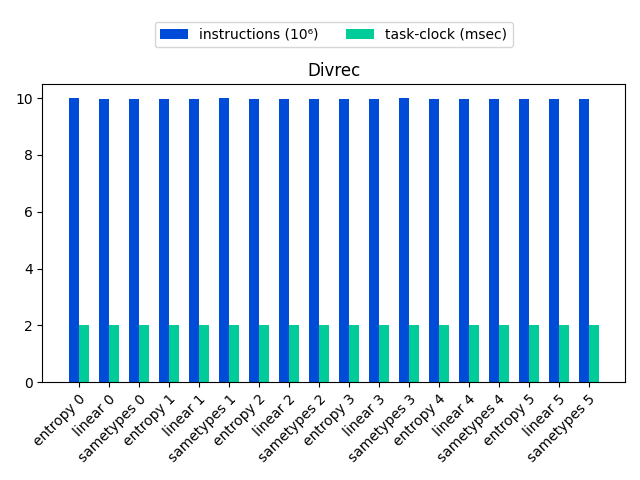 instructions (10⁶) task-clock (msec)
Divrec
10
8
6
4
2
0
entropy 0
linear 0
sametypes 0
entropy 1
linear 1
sametypes 1
entropy 2
linear 2
sametypes 2
entropy 3
linear 3
sametypes 3
entropy 4
linear 4
sametypes 4
entropy 5
linear 5
sametypes 5